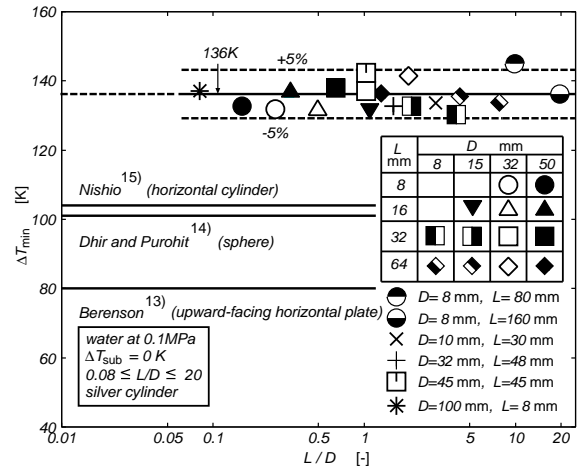 160
140
120
100
80
60
40
ΔTmin [K]
136K
+5%
-5%
Nishio15) (horizontal cylinder)
Dhir and Purohit14) (sphere)
Berenson13) (upward-facing horizontal plate)
water at 0.1MPa
ΔTsub = 0 K
0.08 ≤ L/D ≤ 20
silver cylinder
L mm
D mm
8 15 32 50
8
16
32
64
D= 8 mm, L= 80 mm
D= 8 mm, L=160 mm
D=10 mm, L=30 mm
D=32 mm, L=48 mm
D=45 mm, L=45 mm
D=100 mm, L=8 mm
0.01 0.1 0.5 1 5 10 20
L / D [-]